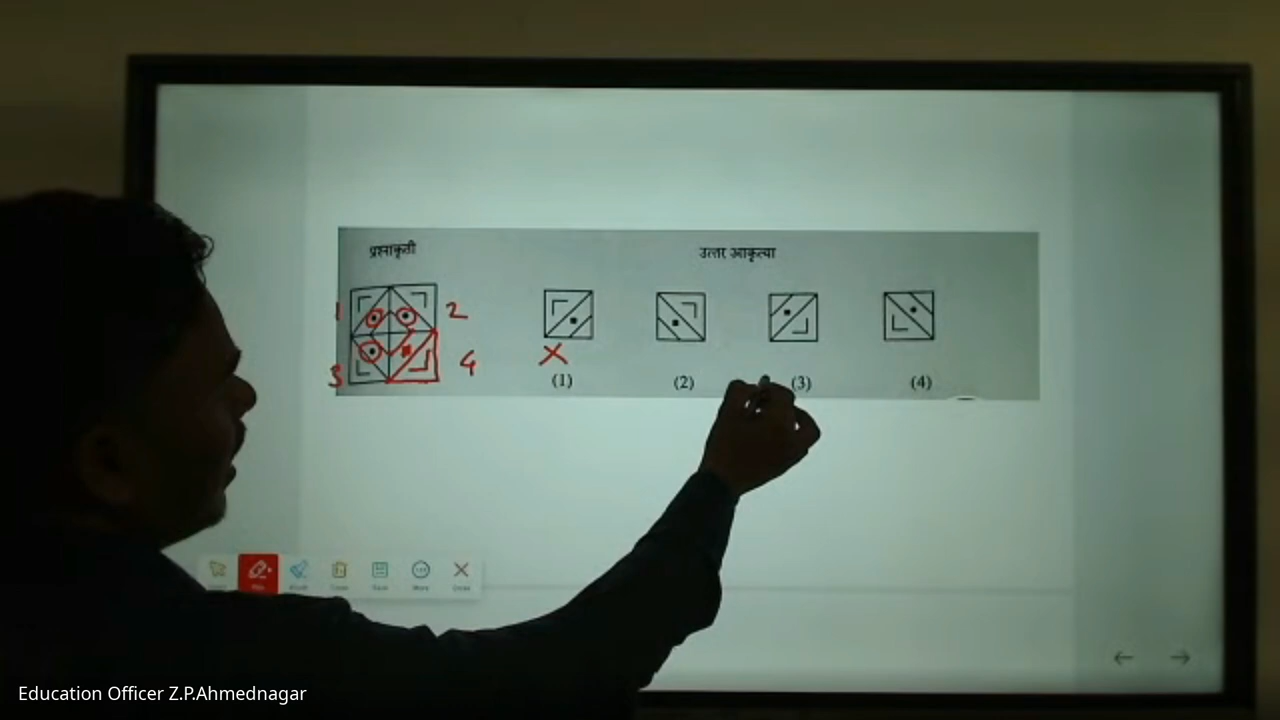 प्रश्नाकृती
उत्तर आकृत्या
1
2
3
4
(1)
(2)
(3)
(4)
Education Officer Z.P.Ahmednagar